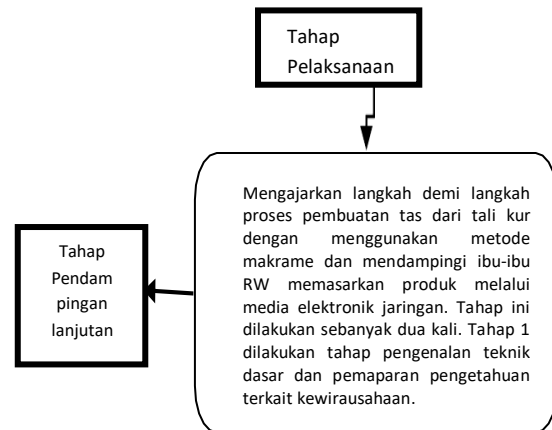 Tahap
Pelaksanaan
Mengajarkan langkah demi langkah
proses pembuatan tas dari tali kur
dengan menggunakan metode
makrame dan mendampingi ibu-ibu
RW memasarkan produk melalui
media elektronik jaringan. Tahap ini
dilakukan sebanyak dua kali. Tahap 1
dilakukan tahap pengenalan teknik
dasar dan pemaparan pengetahuan
terkait kewirausahaan.
Tahap
Pendam
pingan
lanjutan